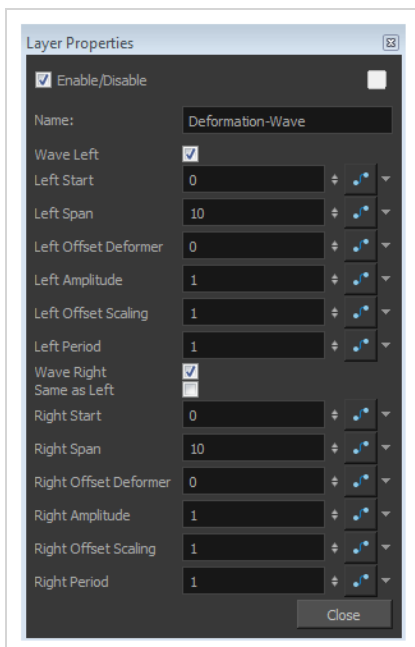 Layer Properties
Enable/Disable
Name: Deformation-Wave
Wave Left
Left Start 0
Left Span 10
Left Offset Deformer 0
Left Amplitude 1
Left Offset Scaling 1
Left Period 1
Wave Right
Same as Left
Right Start 0
Right Span 10
Right Offset Deformer 0
Right Amplitude 1
Right Offset Scaling 1
Right Period 1
Close